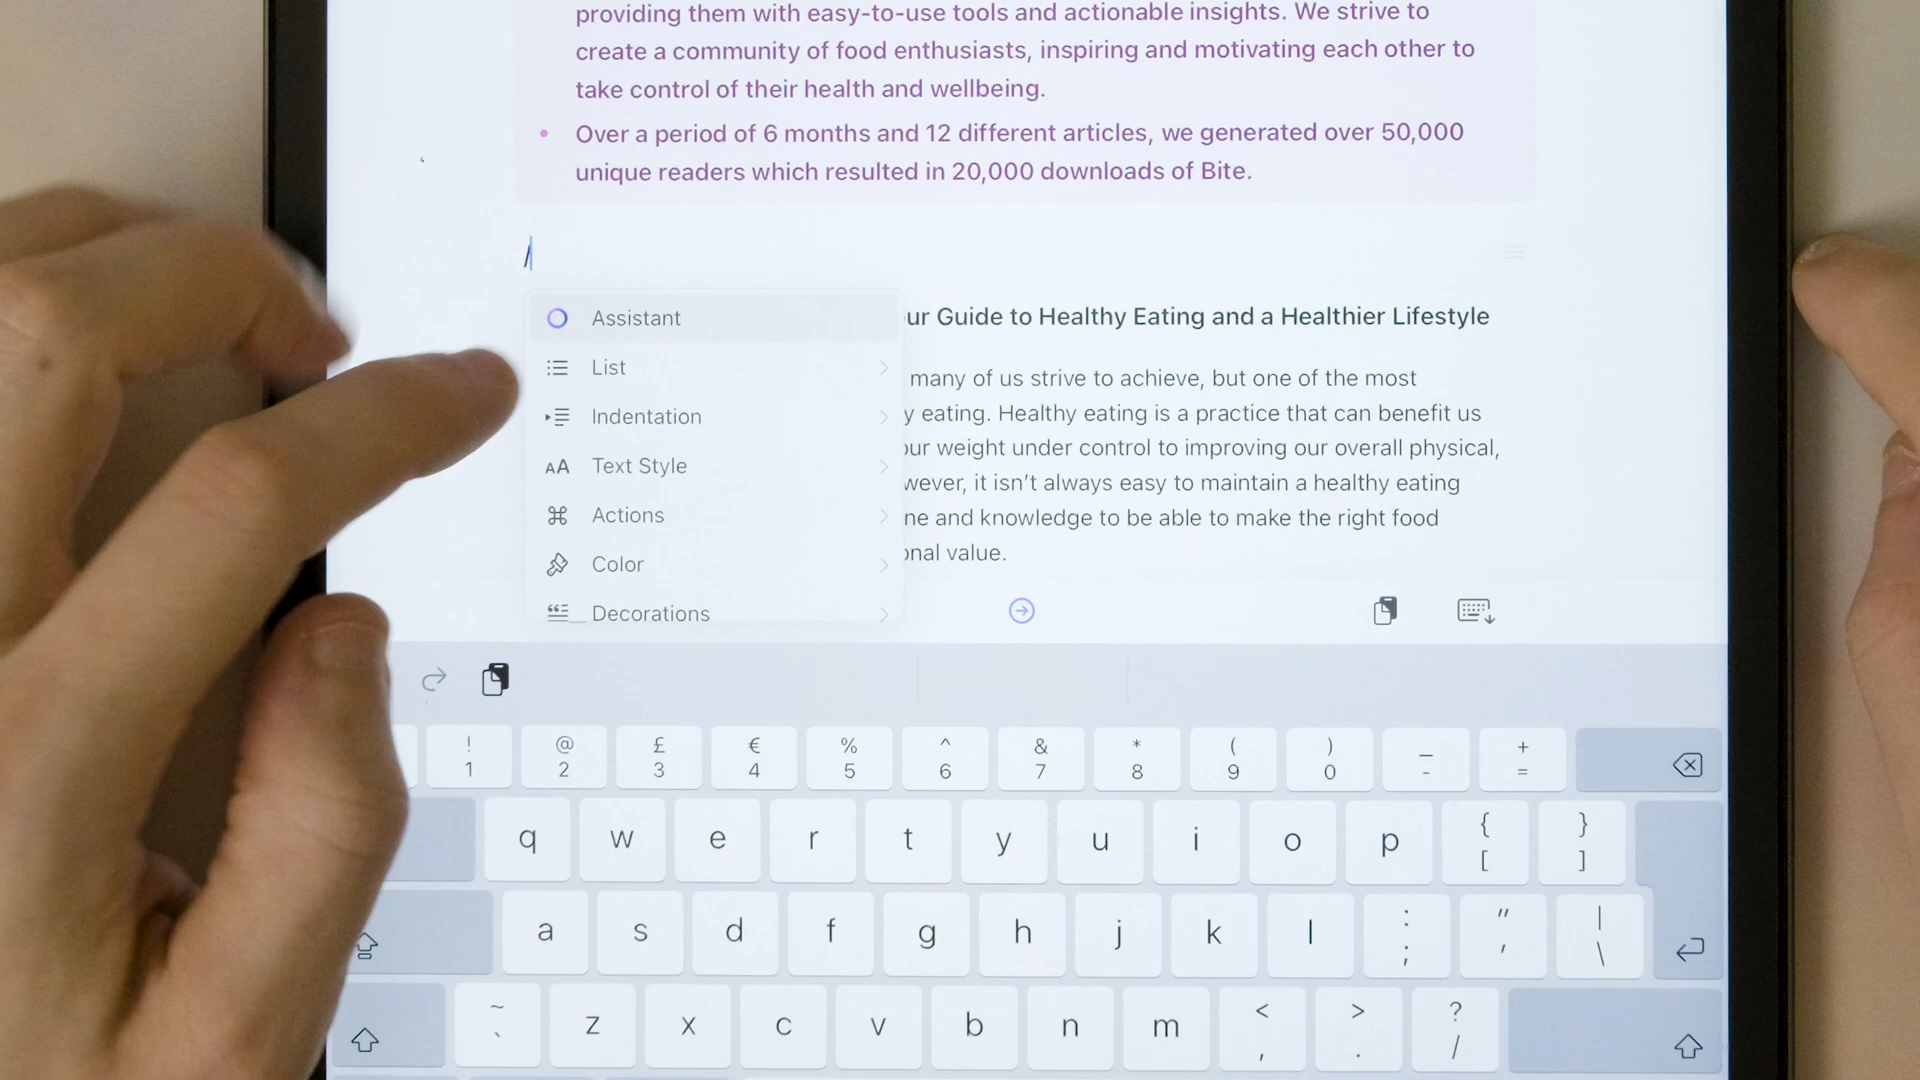 providing them with easy-to-use tools and actionable insights. We strive to
create a community of food enthusiasts, inspiring and motivating each other to
take control of their health and wellbeing.
• Over a period of 6 months and 12 different articles, we generated over 50,000
unique readers which resulted in 20,000 downloads of Bite.
/
Assistant
List
Indentation
AA Text Style
Actions
Color
Decorations
ur Guide to Healthy Eating and a Healthier Lifestyle
many of us strive to achieve, but one of the most
y eating. Healthy eating is a practice that can benefit us
our weight under control to improving our overall physical,
wever, it isn’t always easy to maintain a healthy eating
ne and knowledge to be able to make the right food
onal value.
! @ £ € % ^ & * ( ) _ +
1 2 3 4 5 6 7 8 9 0 - =
q w e r t y u i o p { }
[ ]
a s d f g h j k l : " |
; ' \
~ z x c v b n m < > ?
` , . /